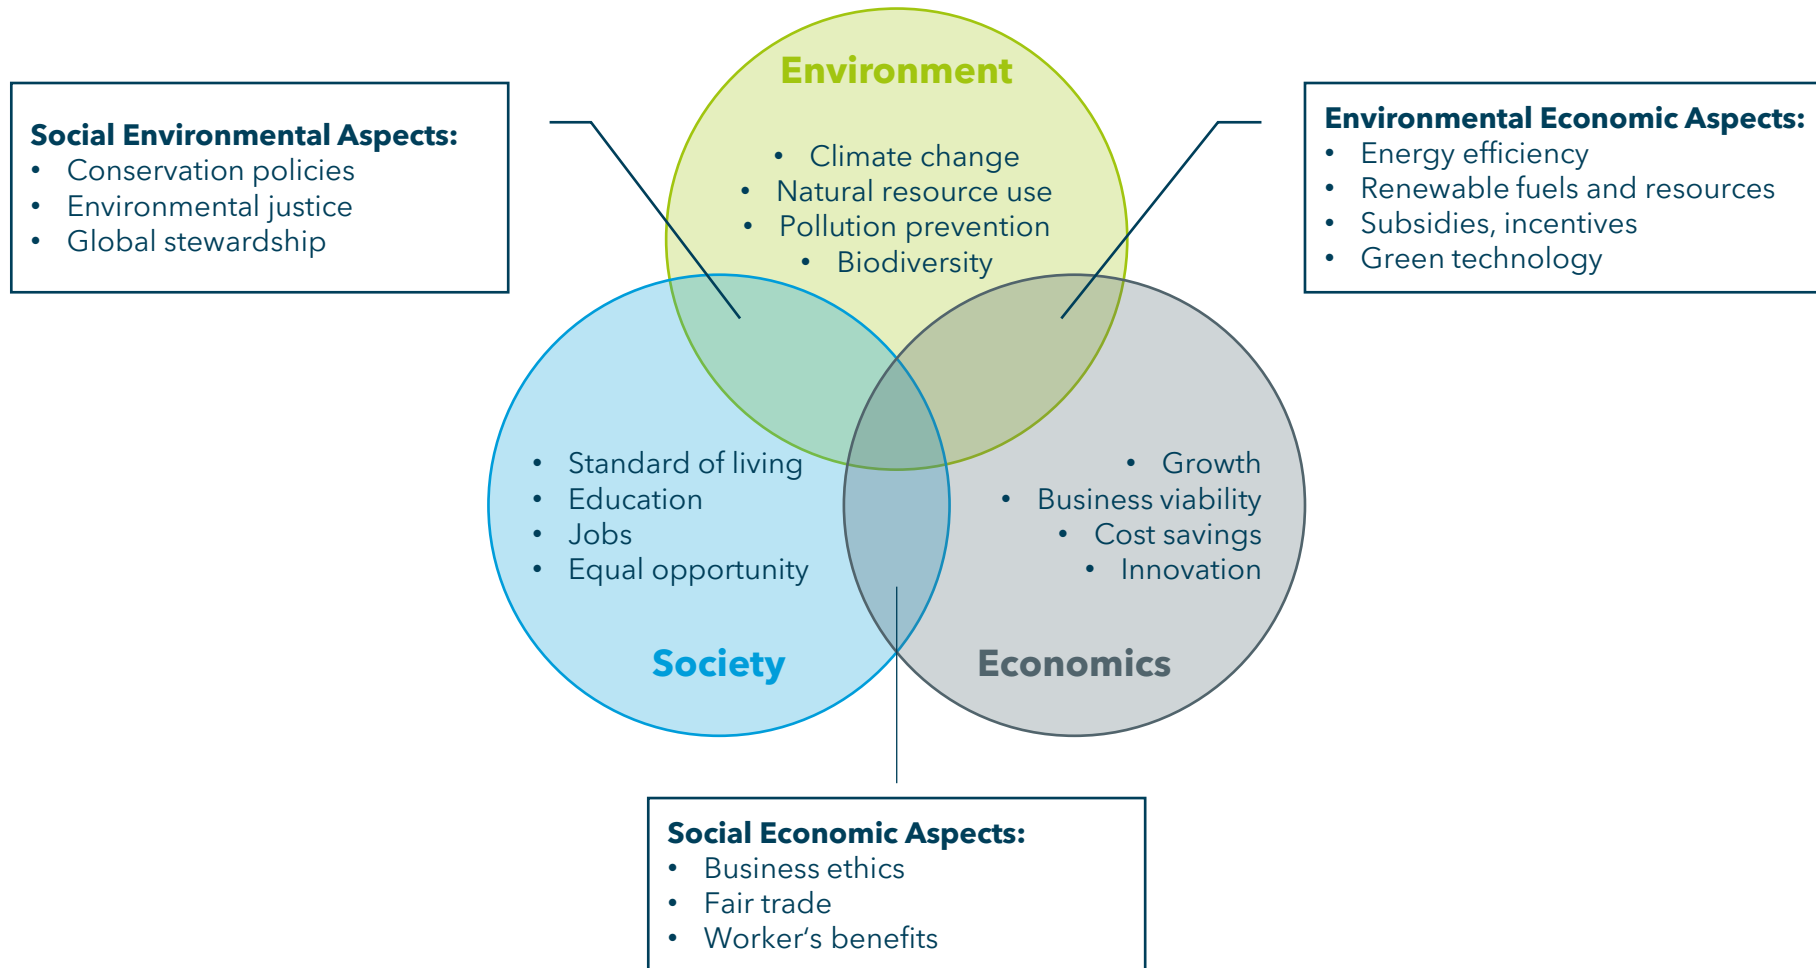 Environment
• Climate change
• Natural resource use
• Pollution prevention
• Biodiversity
Social Environmental Aspects:
• Conservation policies
• Environmental justice
• Global stewardship
Environmental Economic Aspects:
• Energy efficiency
• Renewable fuels and resources
• Subsidies, incentives
• Green technology
• Standard of living
• Education
• Jobs
• Equal opportunity
Society
• Growth
• Business viability
• Cost savings
• Innovation
Economics
Social Economic Aspects:
• Business ethics
• Fair trade
• Worker‘s benefits